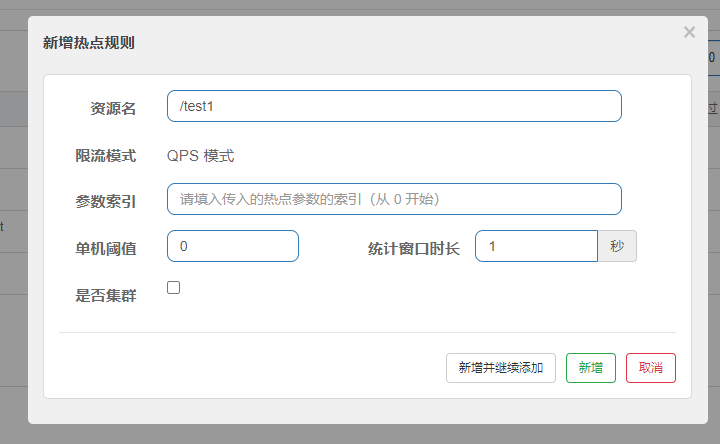 新增热点规则
×
0
资源名 /test1
过
限流模式 QPS 模式
参数索引 请填入传入的热点参数的索引（从 0 开始）
t
单机阈值 0 统计窗口时长 1 秒
是否集群
新增并继续添加 新增 取消